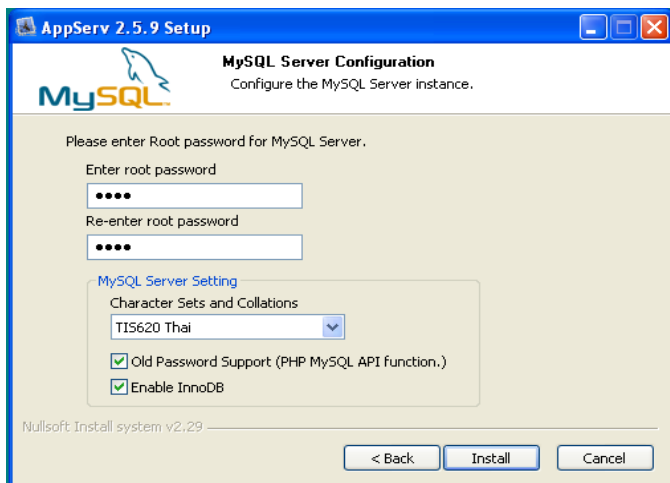 AppServ 2.5.9 Setup
MySQL
MySQL Server Configuration
Configure the MySQL Server instance.
Please enter Root password for MySQL Server.
Enter root password
••••
Re-enter root password
••••
MySQL Server Setting
Character Sets and Collations
TIS620 Thai
Old Password Support (PHP MySQL API function.)
Enable InnoDB
Nullsoft Install system v2.29
< Back Install Cancel